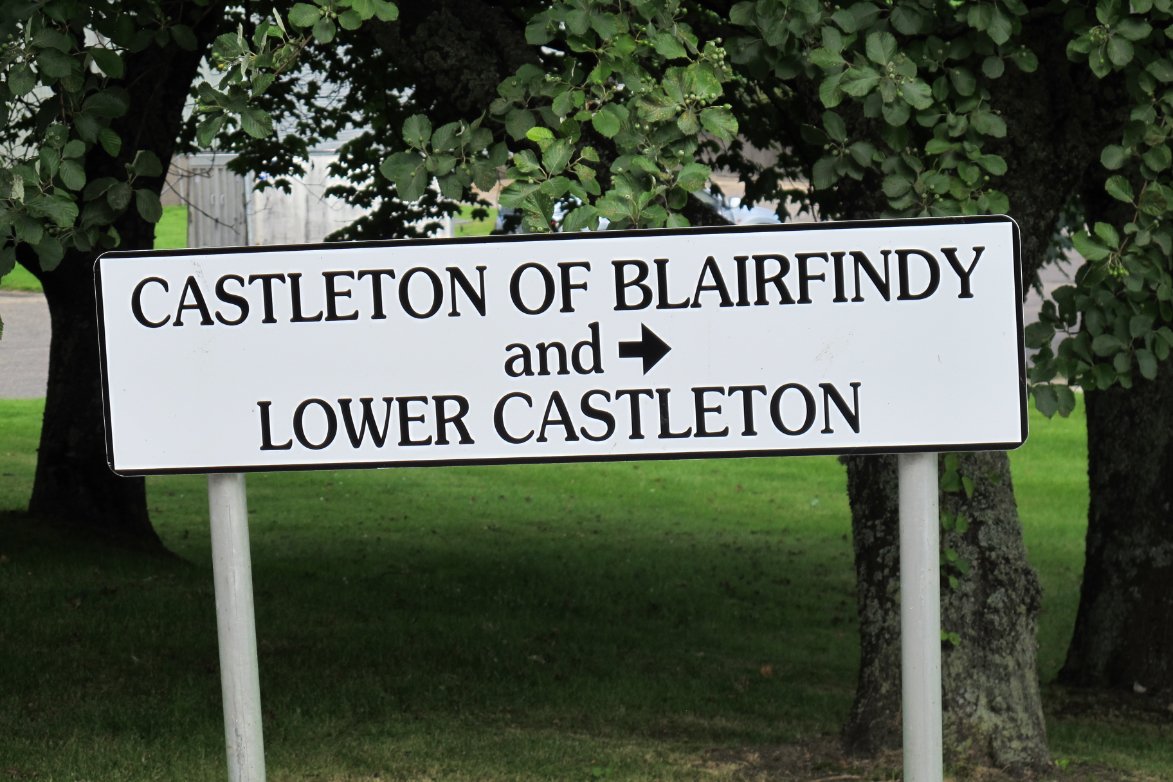 CASTLETON OF BLAIRFINDY
and →
LOWER CASTLETON